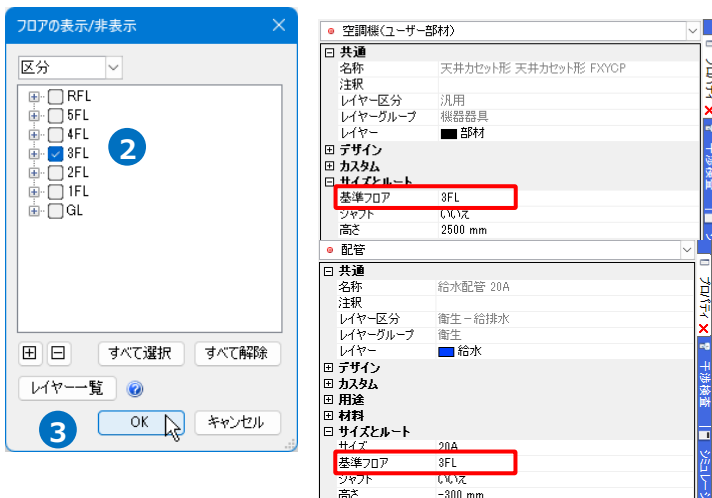 フロアの表示/非表示
区分
RFL
5FL
4FL
3FL
2FL
1FL
GL
2
すべて選択
すべて解除
レイヤー一覧
3
OK
キャンセル
空調機(ユーザー部材)
共通
名称 天井カセット形 天井カセット形 FXYCP
注釈
レイヤー区分 汎用
レイヤーグループ 機器器具
レイヤー 部材
デザイン
カスタム
サイズとルート
基準フロア 3FL
シャフト いいえ
高さ 2500 mm
プロパティ
干渉検査
配管
共通
名称 給水配管 20A
注釈
レイヤー区分 衛生-給排水
レイヤーグループ 衛生
レイヤー 給水
デザイン
カスタム
用途
材料
サイズとルート
サイズ 20A
基準フロア 3FL
シャフト いいえ
高さ -300 mm
プロパティ
干渉検査